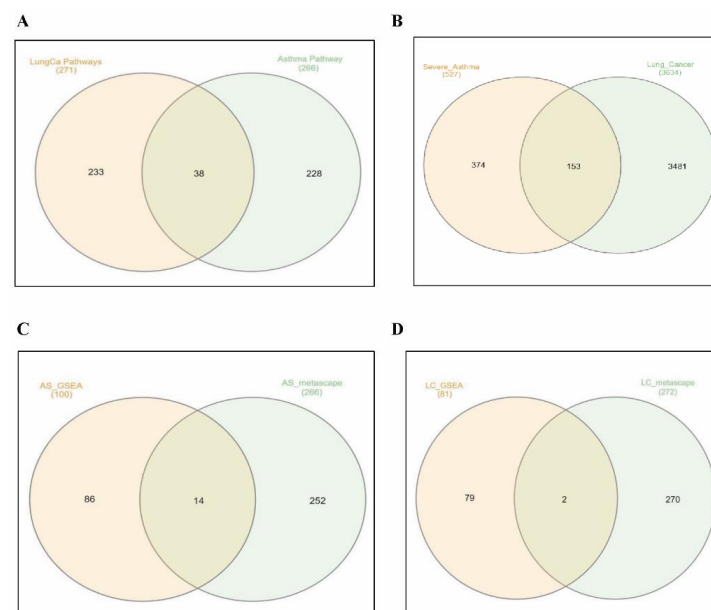 A
LungCa Pathways
(271)
Asthma Pathway
(266)
233
38
228
B
Severe_Asthma
(527)
Lung_Cancer
(3634)
374
153
3481
C
AS_GSEA
(100)
AS_metascape
(266)
86
14
252
D
LC_GSEA
(81)
LC_metascape
(272)
79
2
270